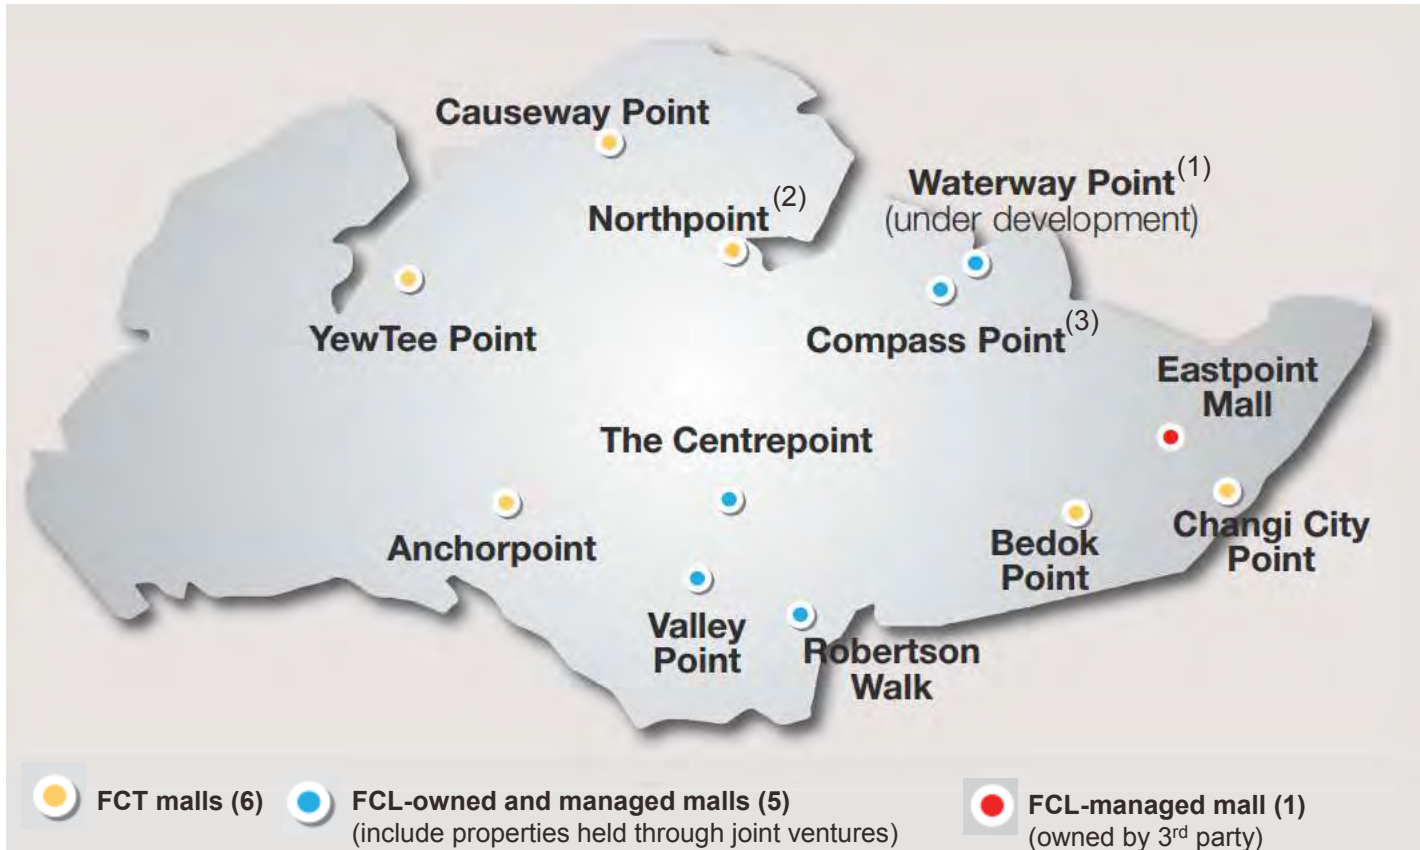 Causeway Point
Waterway Point(1)
(under development)
Northpoint(2)
YewTee Point
Compass Point(3)
Eastpoint
Mall
The Centrepoint
Anchorpoint
Bedok
Point
Changi City
Point
Valley
Point
Robertson
Walk
FCT malls (6)
FCL-owned and managed malls (5)
(include properties held through joint ventures)
FCL-managed mall (1)
(owned by 3rd party)